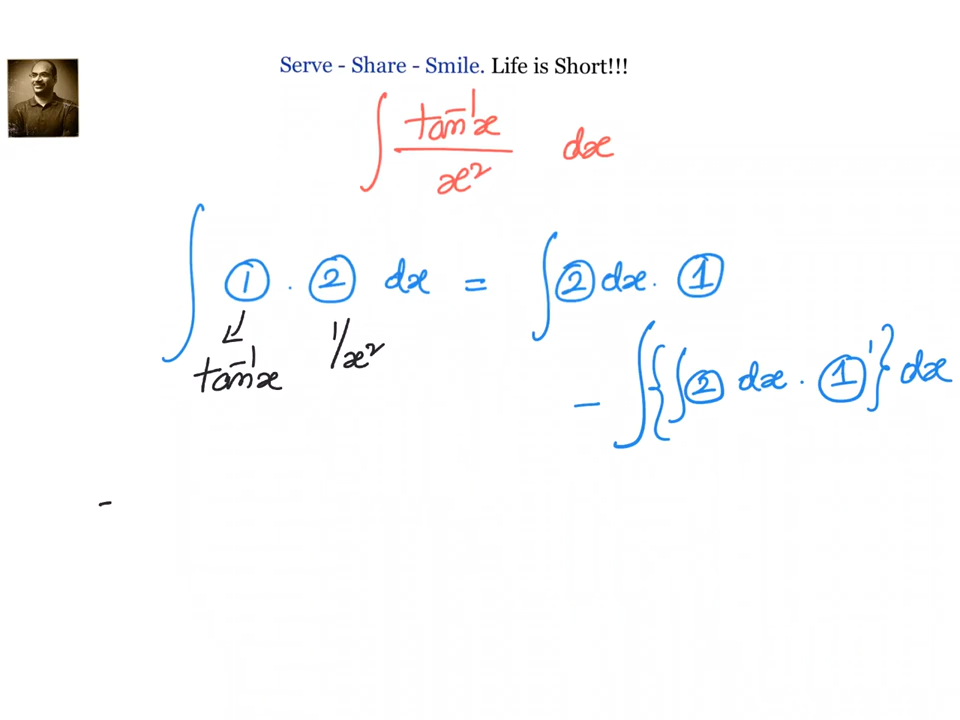 Serve - Share - Smile. Life is Short!!!
∫ tan⁻¹x / x² dx
∫ ① . ② dx = ∫ ② dx . ①
tan⁻¹x 1/x²
- ∫ { ∫ ② dx . ①' } dx
-